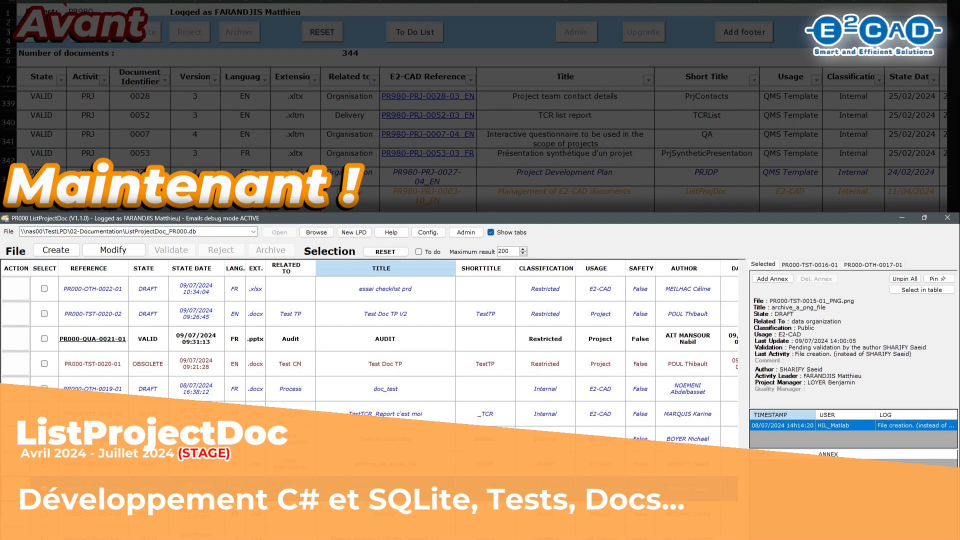 Avant
Logged as FARANDJIS Matthieu
Reject
Archive
RESET
To Do List
Admin
Upgrade
Add footer
E²CAD
Smart and Efficient Solutions
Number of documents :
344
State Activit Document Identifier Version Languag Extensio Related to E2-CAD Reference Title Short Title Usage Classificatio State Dat
339 VALID PRJ 0028 3 EN .xltx Organisation PR980-PRJ-0028-03_EN Project team contact details PrjContacts QMS Template Internal 25/02/2024
340 VALID PRJ 0052 3 EN .xltm Delivery PR980-PRJ-0052-03_EN TCR list report TCRList QMS Template Internal 25/02/2024
341 VALID PRJ 0007 4 EN .xltm Organisation PR980-PRJ-0007-04_EN Interactive questionnaire to be used in the scope of projects QA QMS Template Internal 25/02/2024
VALID PRJ 0053 3 FR .xltx Organisation PR980-PRJ-0053-03_FR Présentation synthétique d'un projet PrjSyntheticPresentation QMS Template Internal 25/02/2024
PR980-PRJ-0027-04_EN Project Development Plan PRJDP QMS Template Internal 24/02/2024
PR980-PRJ-0003-10_EN Management of E2-CAD documents ListProjDoc E2-CAD Internal 11/04/2024
Maintenant !
PR000 ListProjectDoc (V1.1.0) - Logged as FARANDJIS Matthieu) - Emails debug mode ACTIVE
File \\nas00\TestLPD\02-Documentation\ListProjectDoc_PR000.db Open Browse New LPD Help Config. Admin Show tabs
File Create Modify Validate Reject Archive Selection RESET To do Maximum result 200
ACTION SELECT REFERENCE STATE STATE DATE LANG. EXT. RELATED TO TITLE SHORTTITLE CLASSIFICATION USAGE SAFETY AUTHOR
PR000-OTH-0022-01 DRAFT 09/07/2024 10:34:04 FR .xlsx essai checklist prd Restricted E2-CAD False MEILHAC Céline
PR000-TST-0020-02 DRAFT 09/07/2024 09:26:45 EN .docx Test TP Test Doc TP V2 TestTP Restricted Project False POUL Thibault
PR000-QUA-0021-01 VALID 09/07/2024 09:31:13 FR .pptx Audit AUDIT Restricted Project False AIT MANSOUR Nabil
PR000-TST-0020-01 OBSOLETE 09/07/2024 09:21:28 EN .docx Test CM Test Doc TP TestTP Restricted Project False POUL Thibault
PR000-OTH-0019-01 DRAFT 08/07/2024 16:38:12 FR .docx Process doc_test Internal E2-CAD False NOEMENI Abdelbasset
TestTCR_Report c'est moi _TCR Internal E2-CAD False MARQUIS Karine
False BOYER Michaël
Selected PR000-TST-0016-01 PR000-OTH-0017-01
Add Annex Del. Annex Unpin All Pin
Select in table
File : PR000-TST-0015-01_PNG.png
Title : archive_a_png_file
State : DRAFT
Related To : data organization
Classification : Public
Usage : E2-CAD
Last Update : 09/07/2024 14:00:05
Validation : Pending validation by the author SHARIFY Saeid
Last Activity : File creation. (instead of SHARIFY Saeid)
Comment :
Author : SHARIFY Saeid
Activity Leader : FARANDJIS Matthieu
Project Manager : LOYER Benjamin
Quality Manager :
TIMESTAMP USER LOG
08/07/2024 14h14:20 HIL_Matlab File creation. (instead of ...
ANNEX
ListProjectDoc
Avril 2024 - Juillet 2024 (STAGE)
Développement C# et SQLite, Tests, Docs...